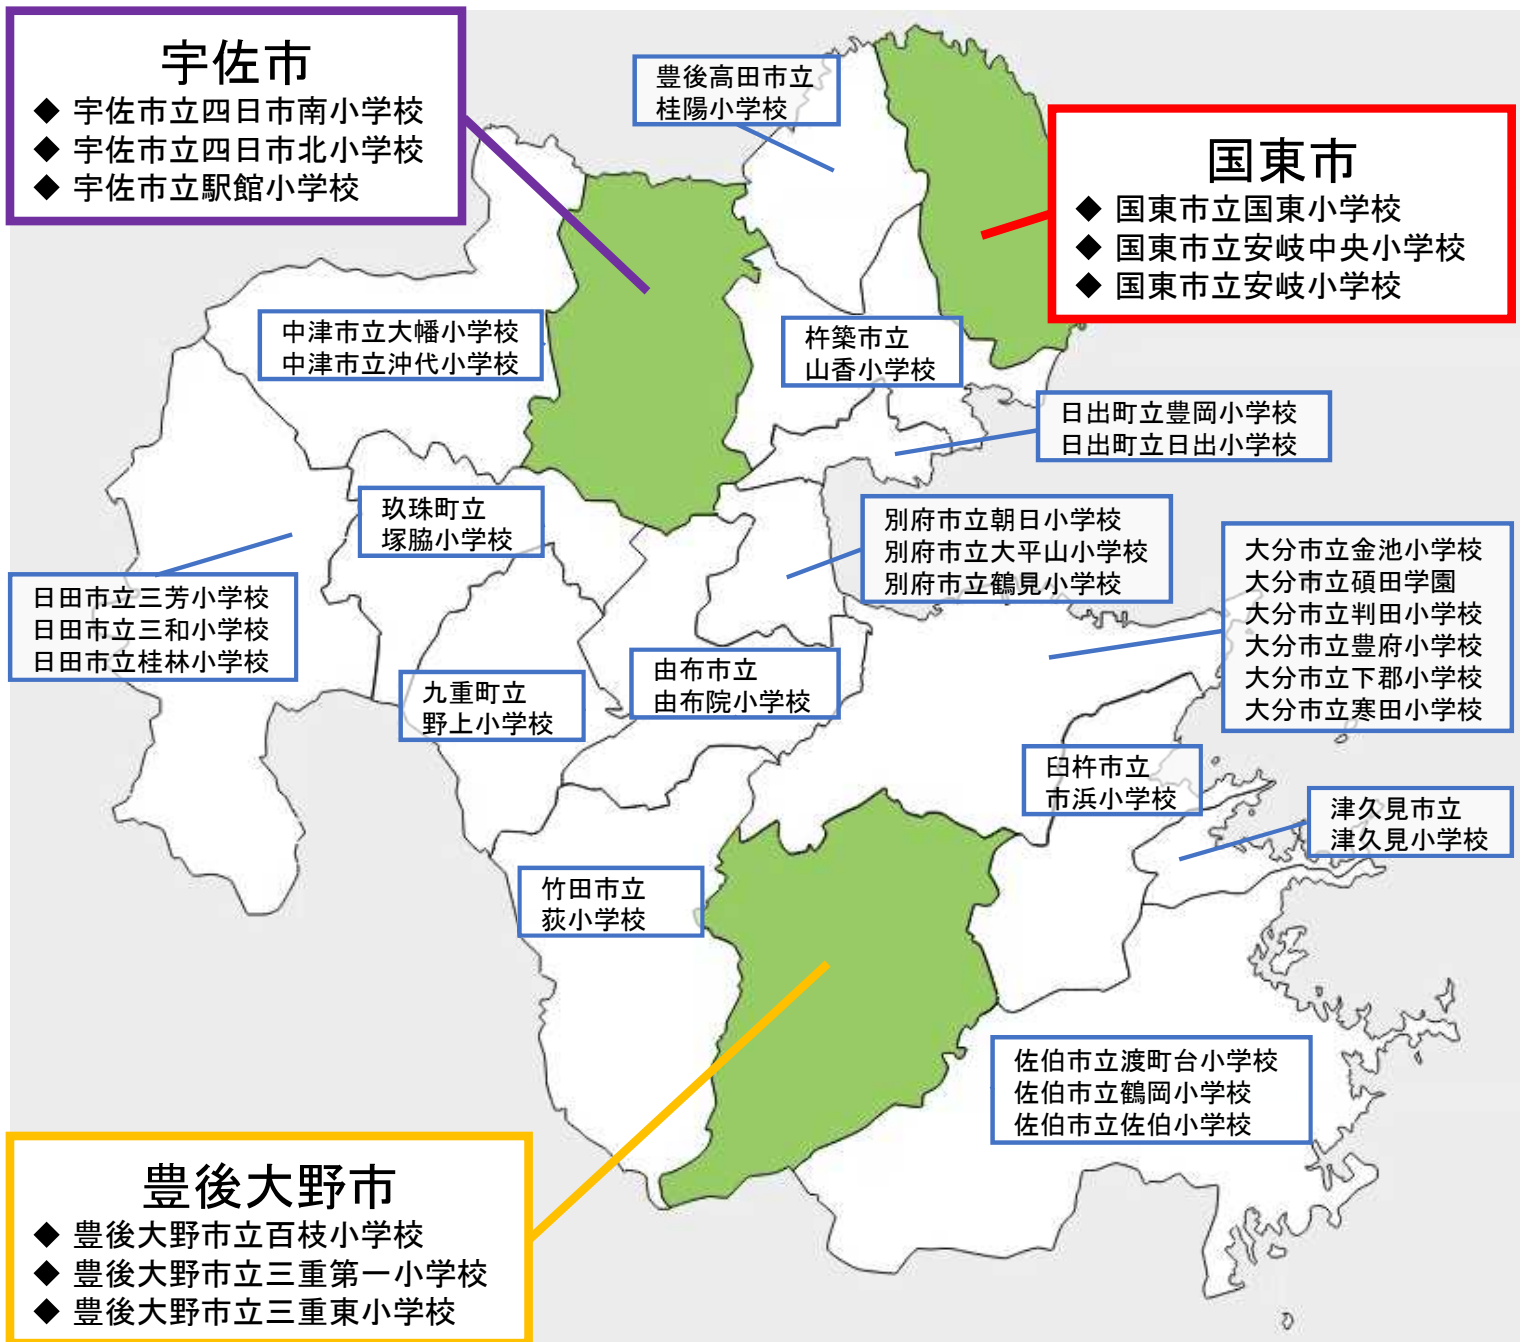 宇佐市
◆ 宇佐市立四日市南小学校
◆ 宇佐市立四日市北小学校
◆ 宇佐市立駅館小学校
豊後高田市立
桂陽小学校
国東市
◆ 国東市立国東小学校
◆ 国東市立安岐中央小学校
◆ 国東市立安岐小学校
中津市立大幡小学校
中津市立沖代小学校
杵築市立
山香小学校
日出町立豊岡小学校
日出町立日出小学校
玖珠町立
塚脇小学校
別府市立朝日小学校
別府市立大平山小学校
別府市立鶴見小学校
大分市立金池小学校
大分市立碩田学園
大分市立判田小学校
大分市立豊府小学校
大分市立下郡小学校
大分市立寒田小学校
日田市立三芳小学校
日田市立三和小学校
日田市立桂林小学校
九重町立
野上小学校
由布市立
由布院小学校
臼杵市立
市浜小学校
津久見市立
津久見小学校
竹田市立
荻小学校
佐伯市立渡町台小学校
佐伯市立鶴岡小学校
佐伯市立佐伯小学校
豊後大野市
◆ 豊後大野市立百枝小学校
◆ 豊後大野市立三重第一小学校
◆ 豊後大野市立三重東小学校